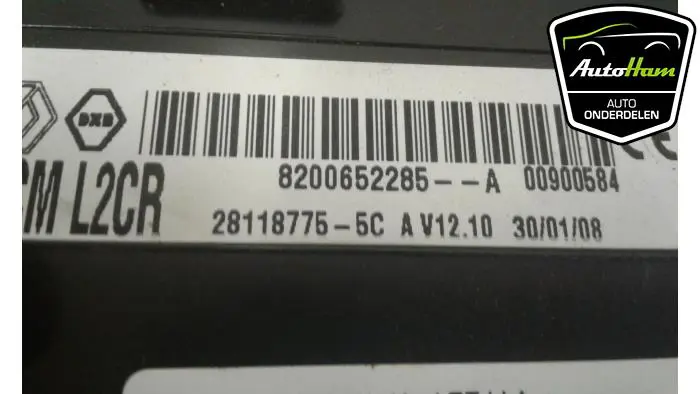 AutoHam
AUTO
ONDERDELEN
DXB
8200652285--A 00900584
L2CR
28118775-5C A V12.10 30/01/08